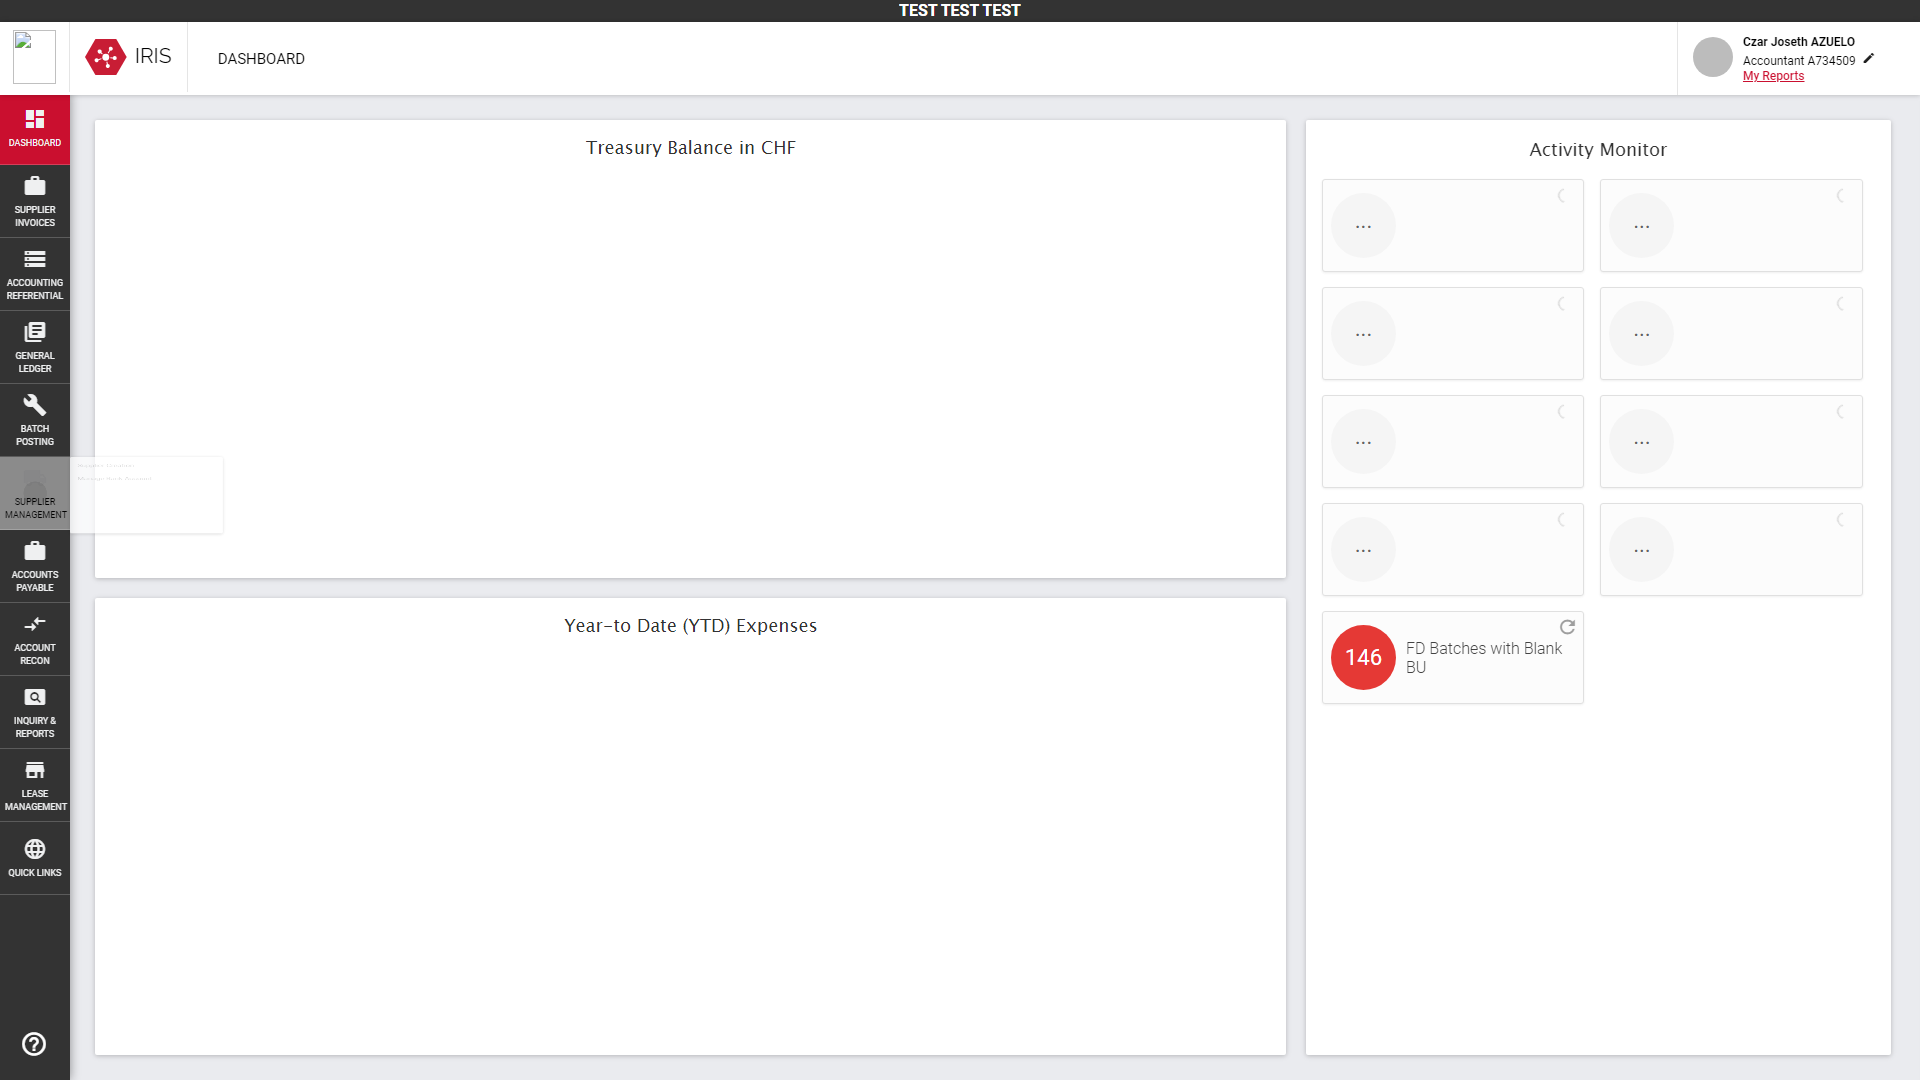 TEST TEST TEST
IRIS
DASHBOARD
Czar Joseth AZUELO
Accountant A734509
My Reports
DASHBOARD
SUPPLIER
INVOICES
ACCOUNTING
REFERENTIAL
GENERAL
LEDGER
BATCH
POSTING
SUPPLIER
MANAGEMENT
ACCOUNTS
PAYABLE
ACCOUNT
RECON
INQUIRY &
REPORTS
LEASE
MANAGEMENT
QUICK LINKS
Treasury Balance in CHF
Year-to Date (YTD) Expenses
Activity Monitor
... ...
... ...
... ...
... ...
146 FD Batches with Blank
BU